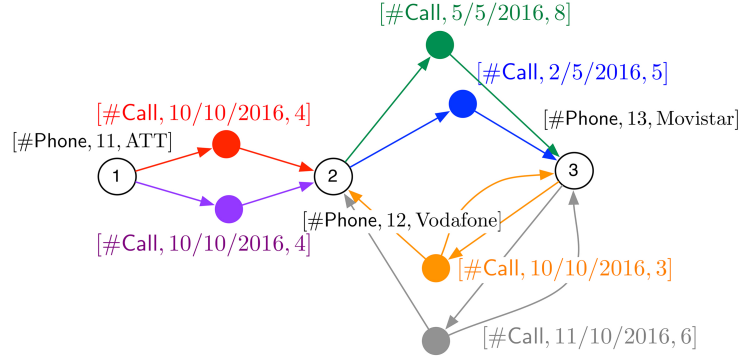 [#Call, 5/5/2016, 8]
[#Call, 2/5/2016, 5]
[#Call, 10/10/2016, 4]
[#Phone, 13, Movistar]
[#Phone, 11, ATT]
1
2
3
[#Phone, 12, Vodafone]
[#Call, 10/10/2016, 4]
[#Call, 10/10/2016, 3]
[#Call, 11/10/2016, 6]